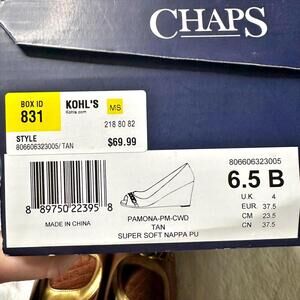 CHAPS
BOX ID
831
KOHL'S
Kohls.com
MS
218 80 82
STYLE
806606323005/ TAN
$69.99
806606323005
6.5 B
U.K. 4
EUR. 37.5
CM 23.5
CN 37.5
8 89750 22395 8
MADE IN CHINA
PAMONA-PM-CWD
TAN
SUPER SOFT NAPPA PU